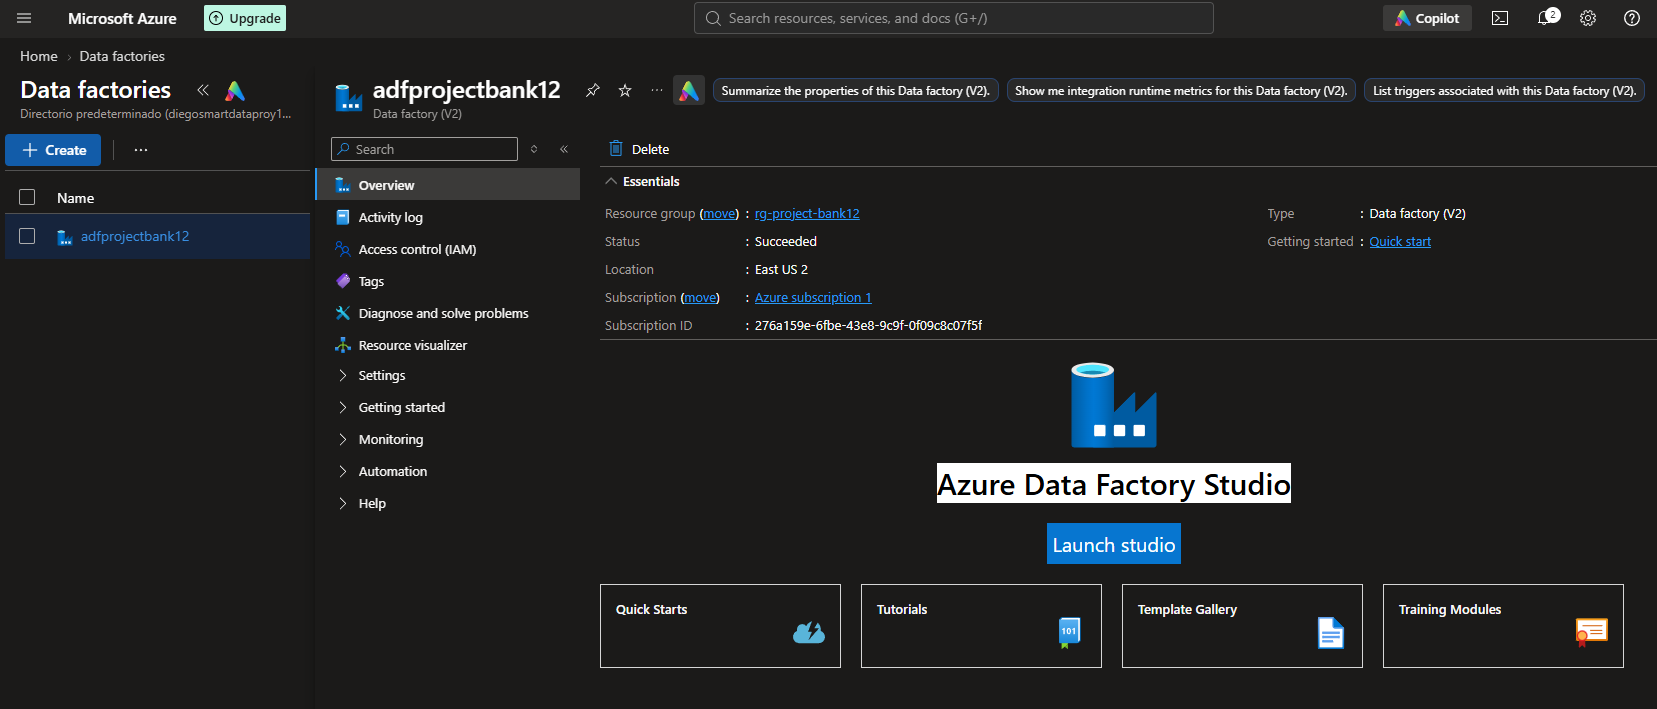 Microsoft Azure
Upgrade
Search resources, services, and docs (G+/)
Copilot
2
Home > Data factories
Data factories
Directorio predeterminado (diegosmartdataproy1...
Create
Name
adfprojectbank12
adfprojectbank12
Data factory (V2)
Summarize the properties of this Data factory (V2).
Show me integration runtime metrics for this Data factory (V2).
List triggers associated with this Data factory (V2).
Search
Overview
Activity log
Access control (IAM)
Tags
Diagnose and solve problems
Resource visualizer
Settings
Getting started
Monitoring
Automation
Help
Delete
Essentials
Resource group (move) : rg-project-bank12
Status : Succeeded
Location : East US 2
Subscription (move) : Azure subscription 1
Subscription ID : 276a159e-6fbe-43e8-9c9f-0f09c8c07f5f
Type : Data factory (V2)
Getting started : Quick start
Azure Data Factory Studio
Launch studio
Quick Starts
Tutorials
101
Template Gallery
Training Modules